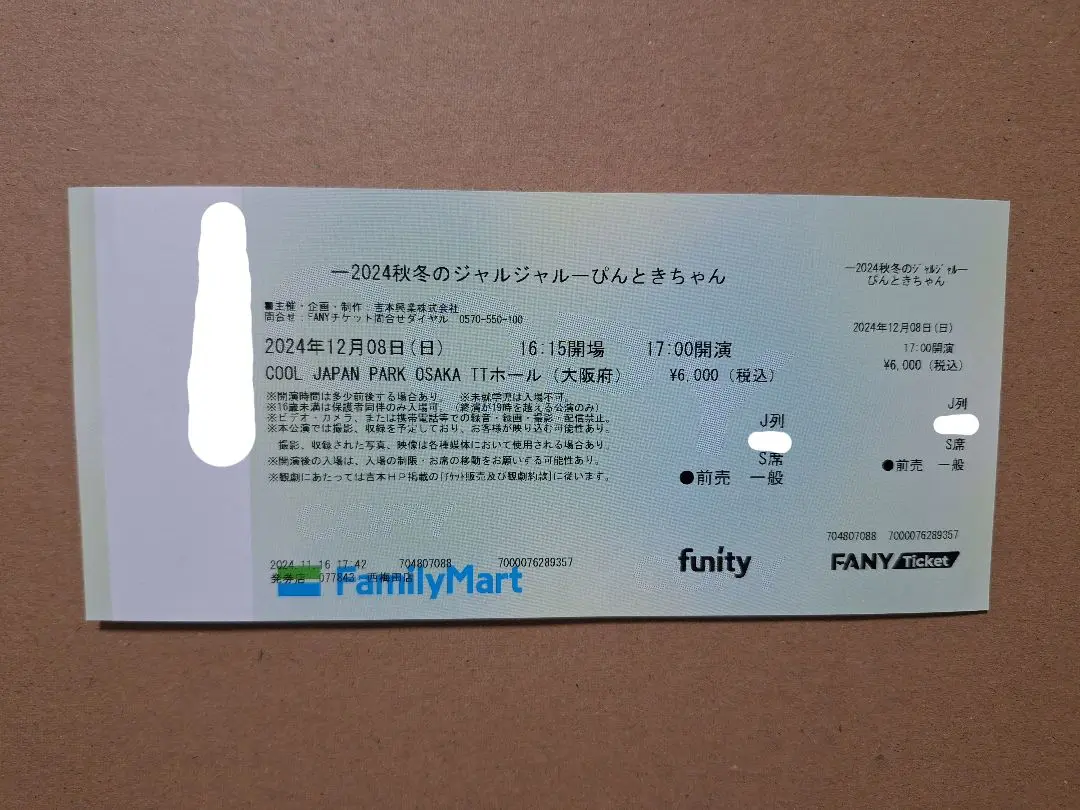 ―2024秋冬のジャルジャル―ぴんときちゃん
■主催・企画・制作：吉本興業株式会社
問合せ：FANYチケット問合せダイヤル 0570-550-100
2024年12月08日(日) 16:15開場 17:00開演
COOL JAPAN PARK OSAKA TTホール (大阪府) ¥6,000 (税込)
※開演時間は多少前後する場合あり。 ※未就学児は入場不可。
※16歳未満は保護者同伴のみ入場可。(終演が19時を越える公演のみ)
※ビデオ・カメラ、または携帯電話等での録音・録画・撮影・配信禁止。
※本公演では撮影、収録を予定しており、お客様が映り込む可能性あり。
撮影、収録された写真、映像は各種媒体において使用される場合あり。
※開演後の入場は、入場の制限・お席の移動をお願いする可能性あり。
※観劇にあたっては吉本HP掲載の[チケット販売及び観劇約款]に従います。
J列
S席
●前売 一般
2024.11.16 17:42 704807088 7000076289357
発券店 077843 西梅田店
FamilyMart
funity
―2024秋冬のジャルジャル―
ぴんときちゃん
2024年12月08日(日)
17:00開演
¥6,000 (税込)
J列
S席
●前売 一般
704807088 7000076289357
FANY Ticket